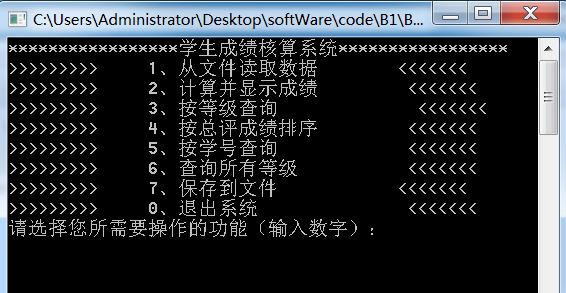 C:\Users\Administrator\Desktop\softWare\code\B1\B...
*****************学生成绩核算系统*****************
>>>>>>>>>     1、从文件读取数据        <<<<<<<
>>>>>>>>>     2、计算并显示成绩         <<<<<<<
>>>>>>>>>     3、按等级查询              <<<<<<<
>>>>>>>>>     4、按总评成绩排序         <<<<<<<
>>>>>>>>>     5、按学号查询             <<<<<<<
>>>>>>>>>     6、查询所有等级           <<<<<<<
>>>>>>>>>     7、保存到文件            <<<<<<<
>>>>>>>>>     0、退出系统               <<<<<<<
请选择您所需要操作的功能（输入数字）：